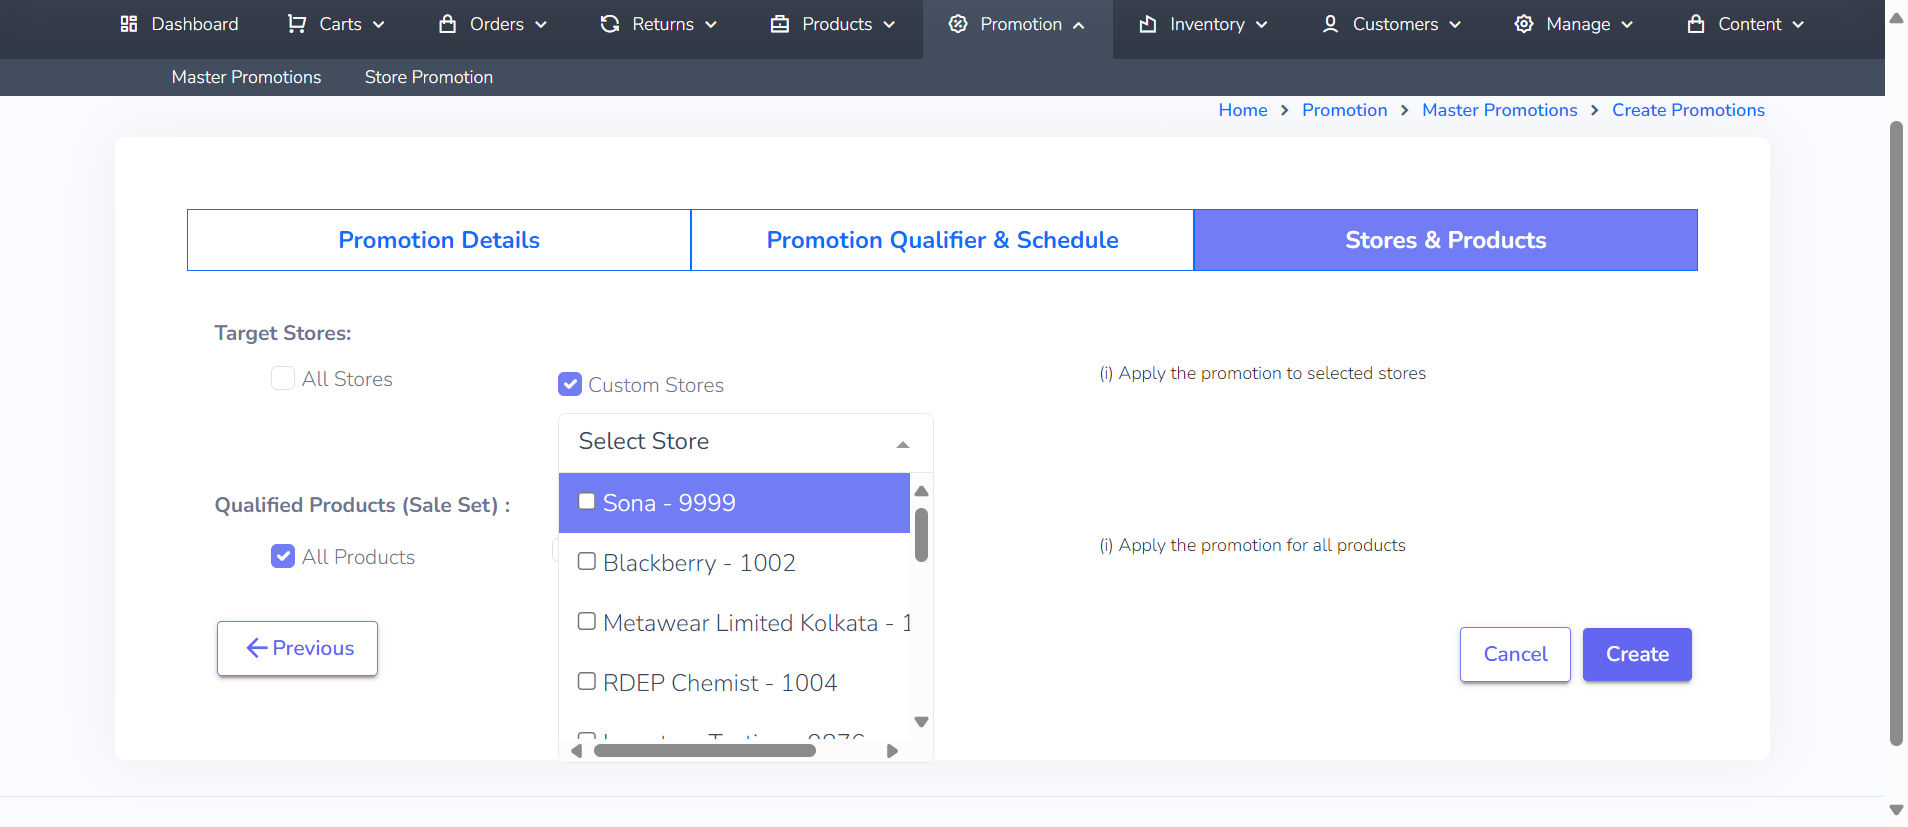 Dashboard
Carts
Orders
Returns
Products
Promotion
Inventory
Customers
Manage
Content
Master Promotions
Store Promotion
Home
Promotion
Master Promotions
Create Promotions
Promotion Details
Promotion Qualifier & Schedule
Stores & Products
Target Stores:
All Stores
Custom Stores
(i) Apply the promotion to selected stores
Select Store
Sona - 9999
Blackberry - 1002
Metawear Limited Kolkata - 1
RDEP Chemist - 1004
Qualified Products (Sale Set) :
All Products
(i) Apply the promotion for all products
Previous
Cancel
Create